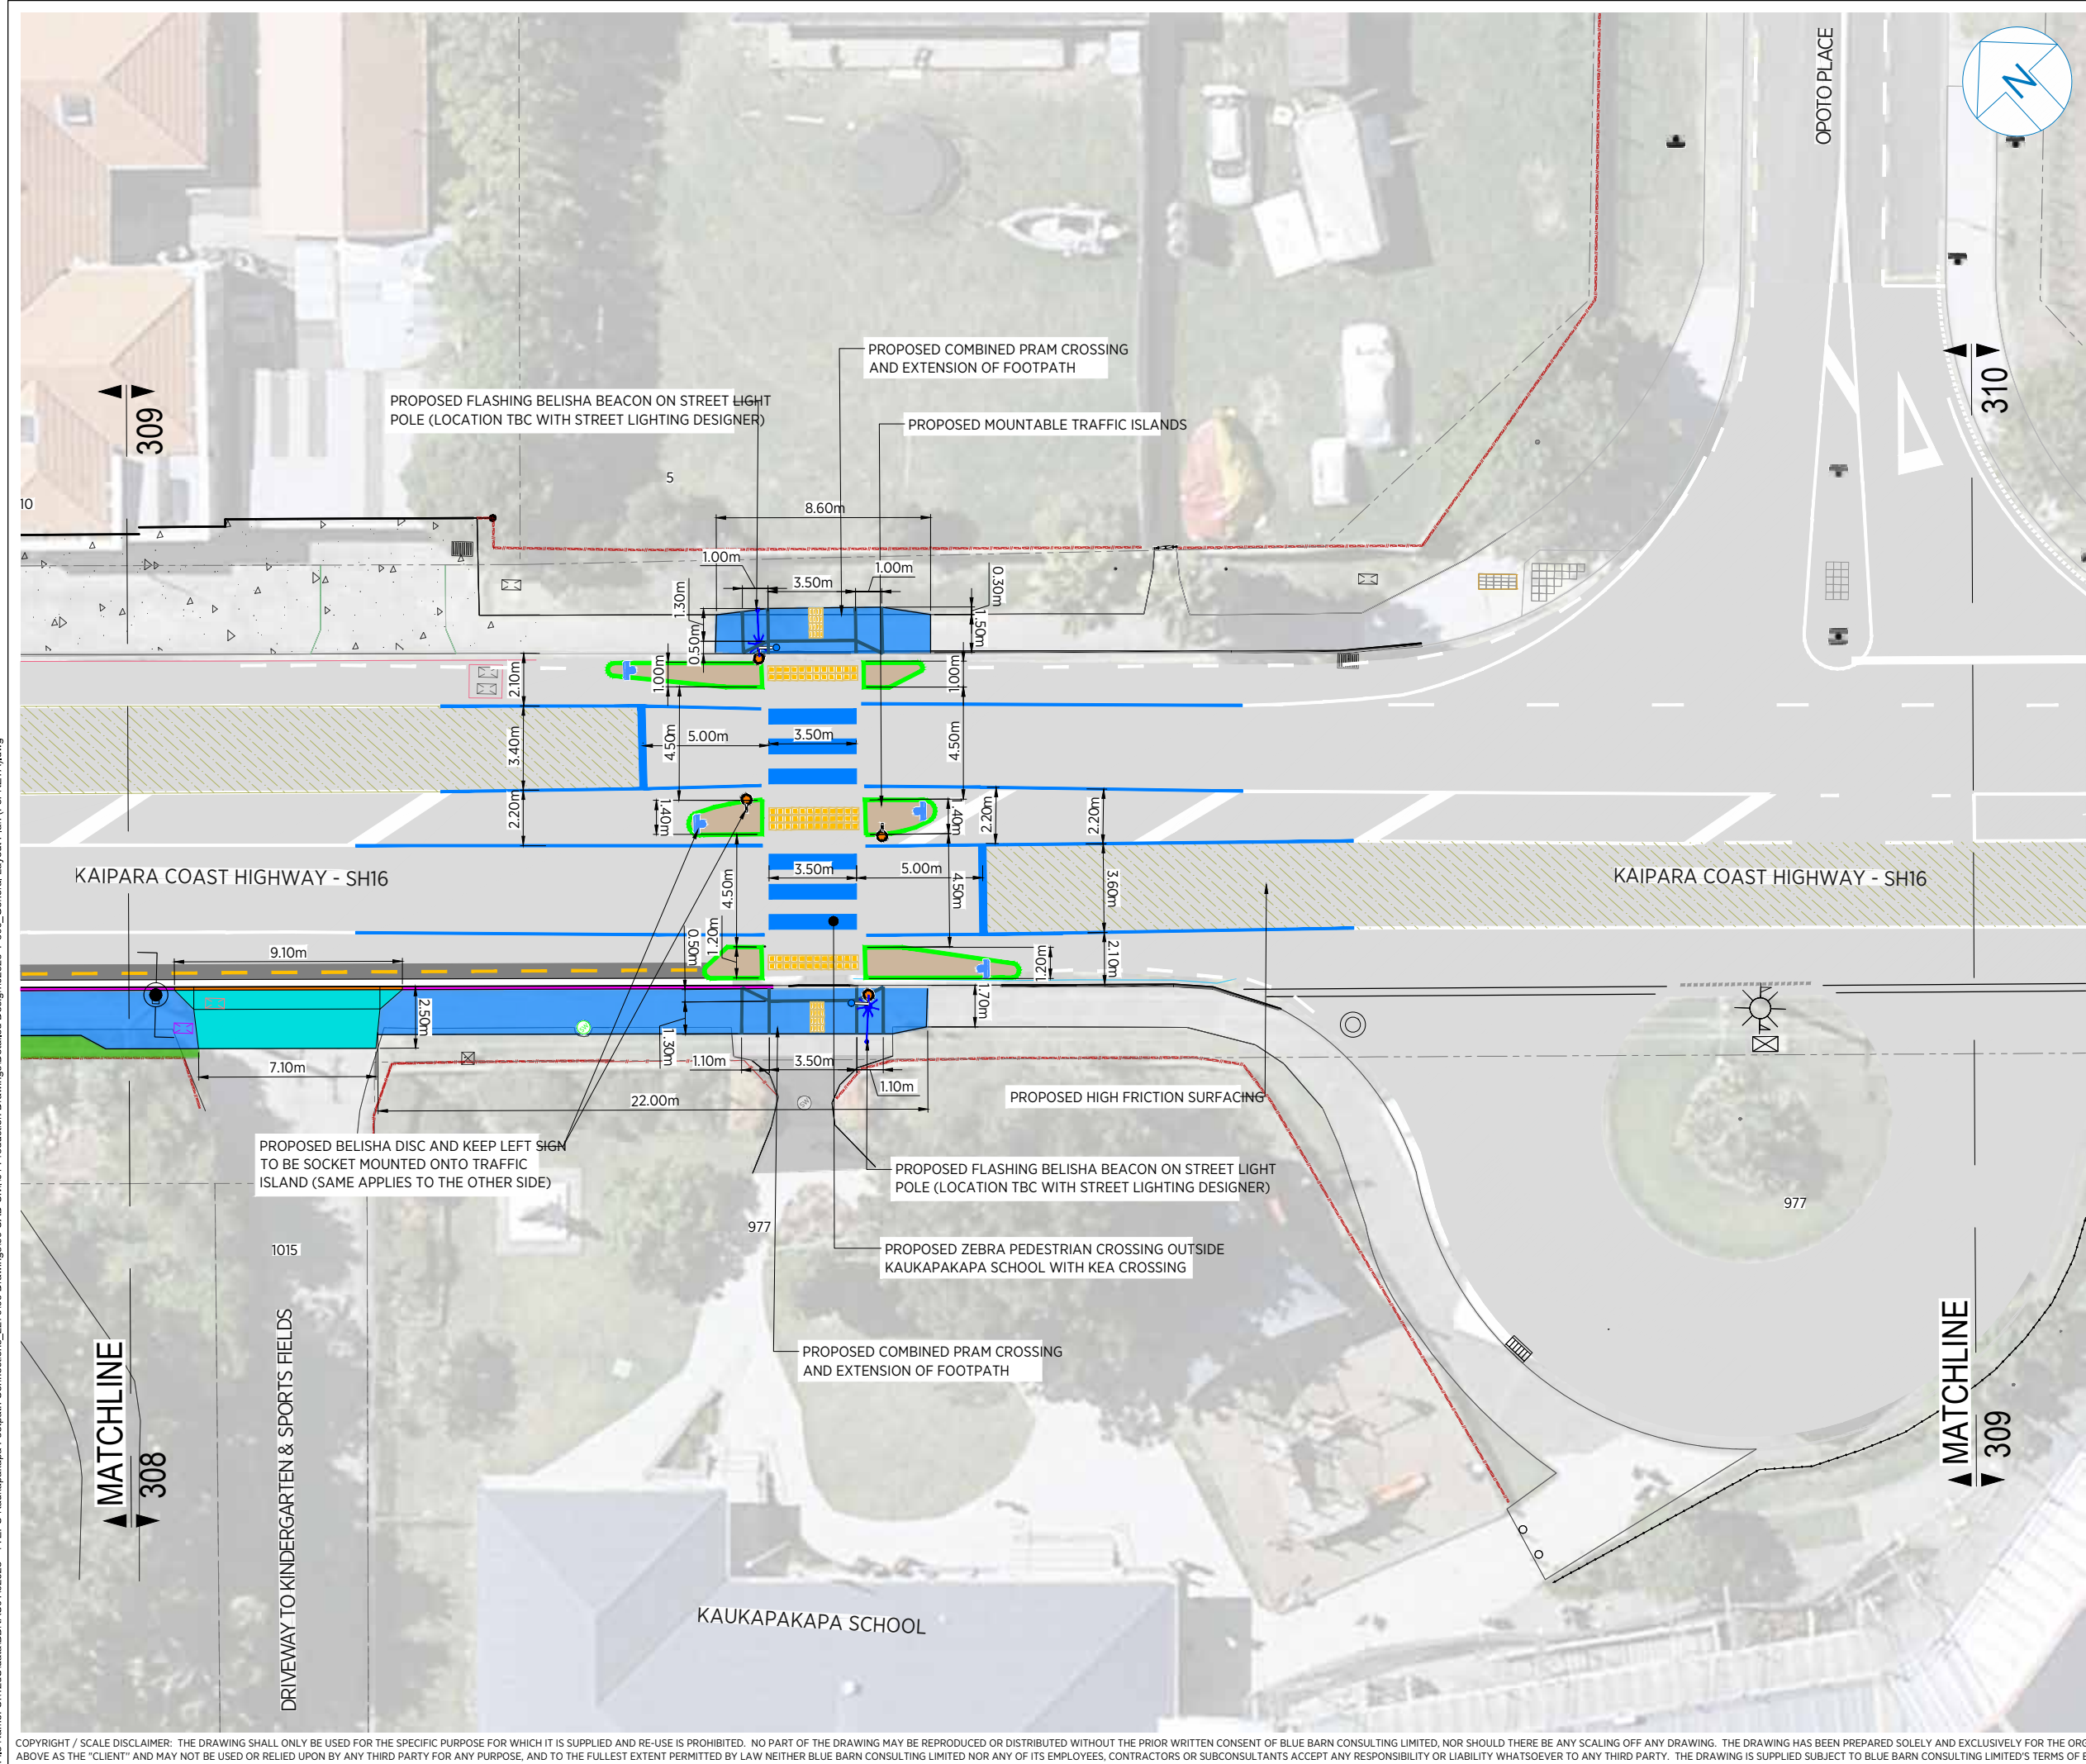 OPOTO PLACE
N
309
310
10
5
PROPOSED COMBINED PRAM CROSSING
AND EXTENSION OF FOOTPATH
PROPOSED FLASHING BELISHA BEACON ON STREET LIGHT
POLE (LOCATION TBC WITH STREET LIGHTING DESIGNER)
PROPOSED MOUNTABLE TRAFFIC ISLANDS
8.60m
1.00m
3.50m
1.00m
0.30m
1.30m
0.50m
1.50m
2.10m
1.00m
1.00m
3.40m
4.50m
5.00m
3.50m
4.50m
2.20m
1.40m
2.20m
2.20m
KAIPARA COAST HIGHWAY - SH16
4.50m
3.50m
5.00m
4.50m
3.60m
KAIPARA COAST HIGHWAY - SH16
9.10m
0.50m
1.20m
1.20m
2.10m
2.50m
1.30m
1.70m
7.10m
1.10m
3.50m
1.10m
22.00m
SW
PROPOSED HIGH FRICTION SURFACING
PROPOSED BELISHA DISC AND KEEP LEFT SIGN
TO BE SOCKET MOUNTED ONTO TRAFFIC
ISLAND (SAME APPLIES TO THE OTHER SIDE)
PROPOSED FLASHING BELISHA BEACON ON STREET LIGHT
POLE (LOCATION TBC WITH STREET LIGHTING DESIGNER)
977
977
1015
PROPOSED ZEBRA PEDESTRIAN CROSSING OUTSIDE
KAUKAPAKAPA SCHOOL WITH KEA CROSSING
PROPOSED COMBINED PRAM CROSSING
AND EXTENSION OF FOOTPATH
MATCHLINE
308
DRIVEWAY TO KINDERGARTEN & SPORTS FIELDS
MATCHLINE
309
KAUKAPAKAPA SCHOOL
COPYRIGHT / SCALE DISCLAIMER: THE DRAWING SHALL ONLY BE USED FOR THE SPECIFIC PURPOSE FOR WHICH IT IS SUPPLIED AND RE-USE IS PROHIBITED. NO PART OF THE DRAWING MAY BE REPRODUCED OR DISTRIBUTED WITHOUT THE PRIOR WRITTEN CONSENT OF BLUE BARN CONSULTING LIMITED, NOR SHOULD THERE BE ANY SCALING OFF ANY DRAWING. THE DRAWING HAS BEEN PREPARED SOLELY AND EXCLUSIVELY FOR THE
ABOVE AS THE "CLIENT" AND MAY NOT BE USED OR RELIED UPON BY ANY THIRD PARTY FOR ANY PURPOSE, AND TO THE FULLEST EXTENT PERMITTED BY LAW NEITHER BLUE BARN CONSULTING LIMITED NOR ANY OF ITS EMPLOYEES, CONTRACTORS OR SUBCONSULTANTS ACCEPT ANY RESPONSIBILITY OR LIABILITY WHATSOEVER TO ANY THIRD PARTY. THE DRAWING IS SUPPLIED SUBJECT TO BLUE BARN CONSULTING LIMITEDS TERMS OF